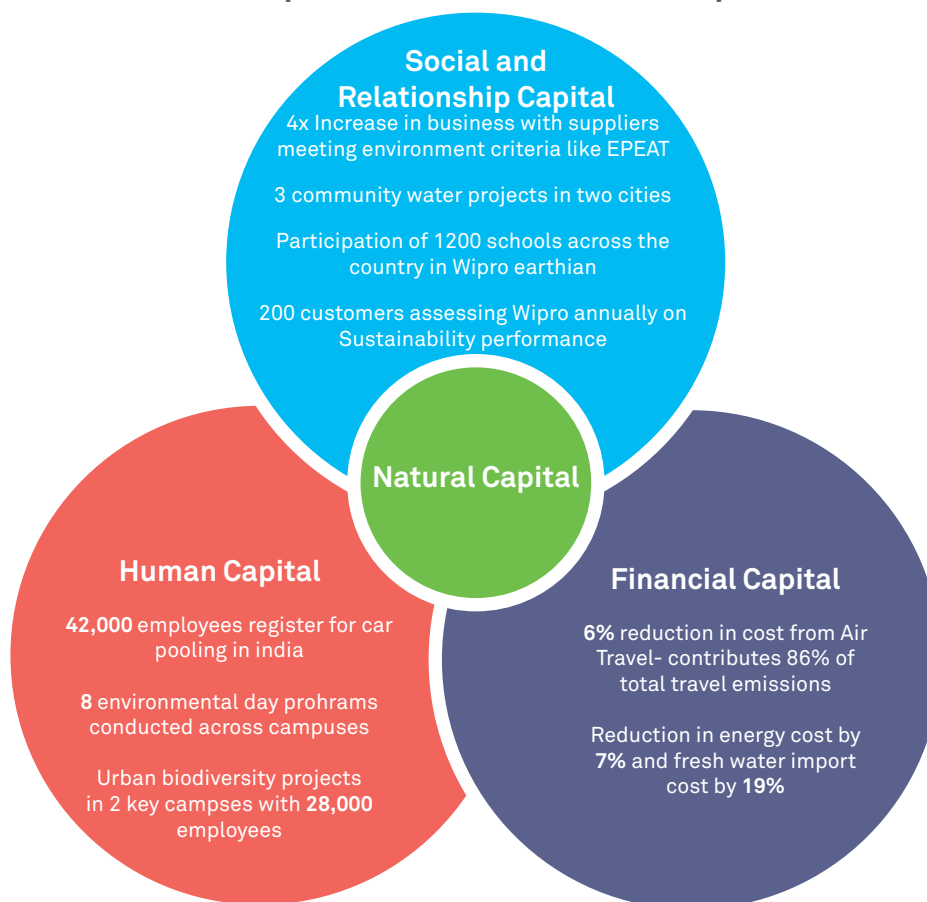 Social and
Relationship Capital
4x Increase in business with suppliers
meeting environment criteria like EPEAT
3 community water projects in two cities
Participation of 1200 schools across the
country in Wipro earthian
200 customers assessing Wipro annually on
Sustainability performance
Natural Capital
Human Capital
42,000 employees register for car
pooling in india
8 environmental day prohrams
conducted across campuses
Urban biodiversity projects
in 2 key campses with 28,000
employees
Financial Capital
6% reduction in cost from Air
Travel- contributes 86% of
total travel emissions
Reduction in energy cost by
7% and fresh water import
cost by 19%